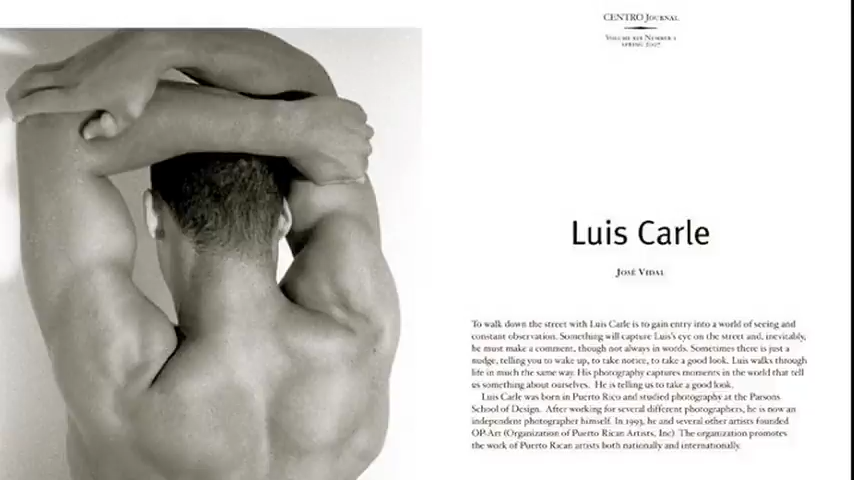 CENTRO JOURNAL
VOLUME XIX NUMBER 1
SPRING 2007
Luis Carle
JOSÉ VIDAL
To walk down the street with Luis Carle is to gain entry into a world of seeing and
constant observation. Something will capture Luis's eye on the street and, inevitably,
he must make a comment, though not always in words. Sometimes there is just a
nudge, telling you to wake up, to take notice, to take a good look. Luis walks through
life in much the same way. His photography captures moments in the world that tell
us something about ourselves. He is telling us to take a good look.
Luis Carle was born in Puerto Rico and studied photography at the Parsons
School of Design. After working for several different photographers, he is now an
independent photographer himself. In 1993, he and several other artists founded
OP-Art (Organization of Puerto Rican Artists, Inc) The organization promotes
the work of Puerto Rican artists both nationally and internationally.